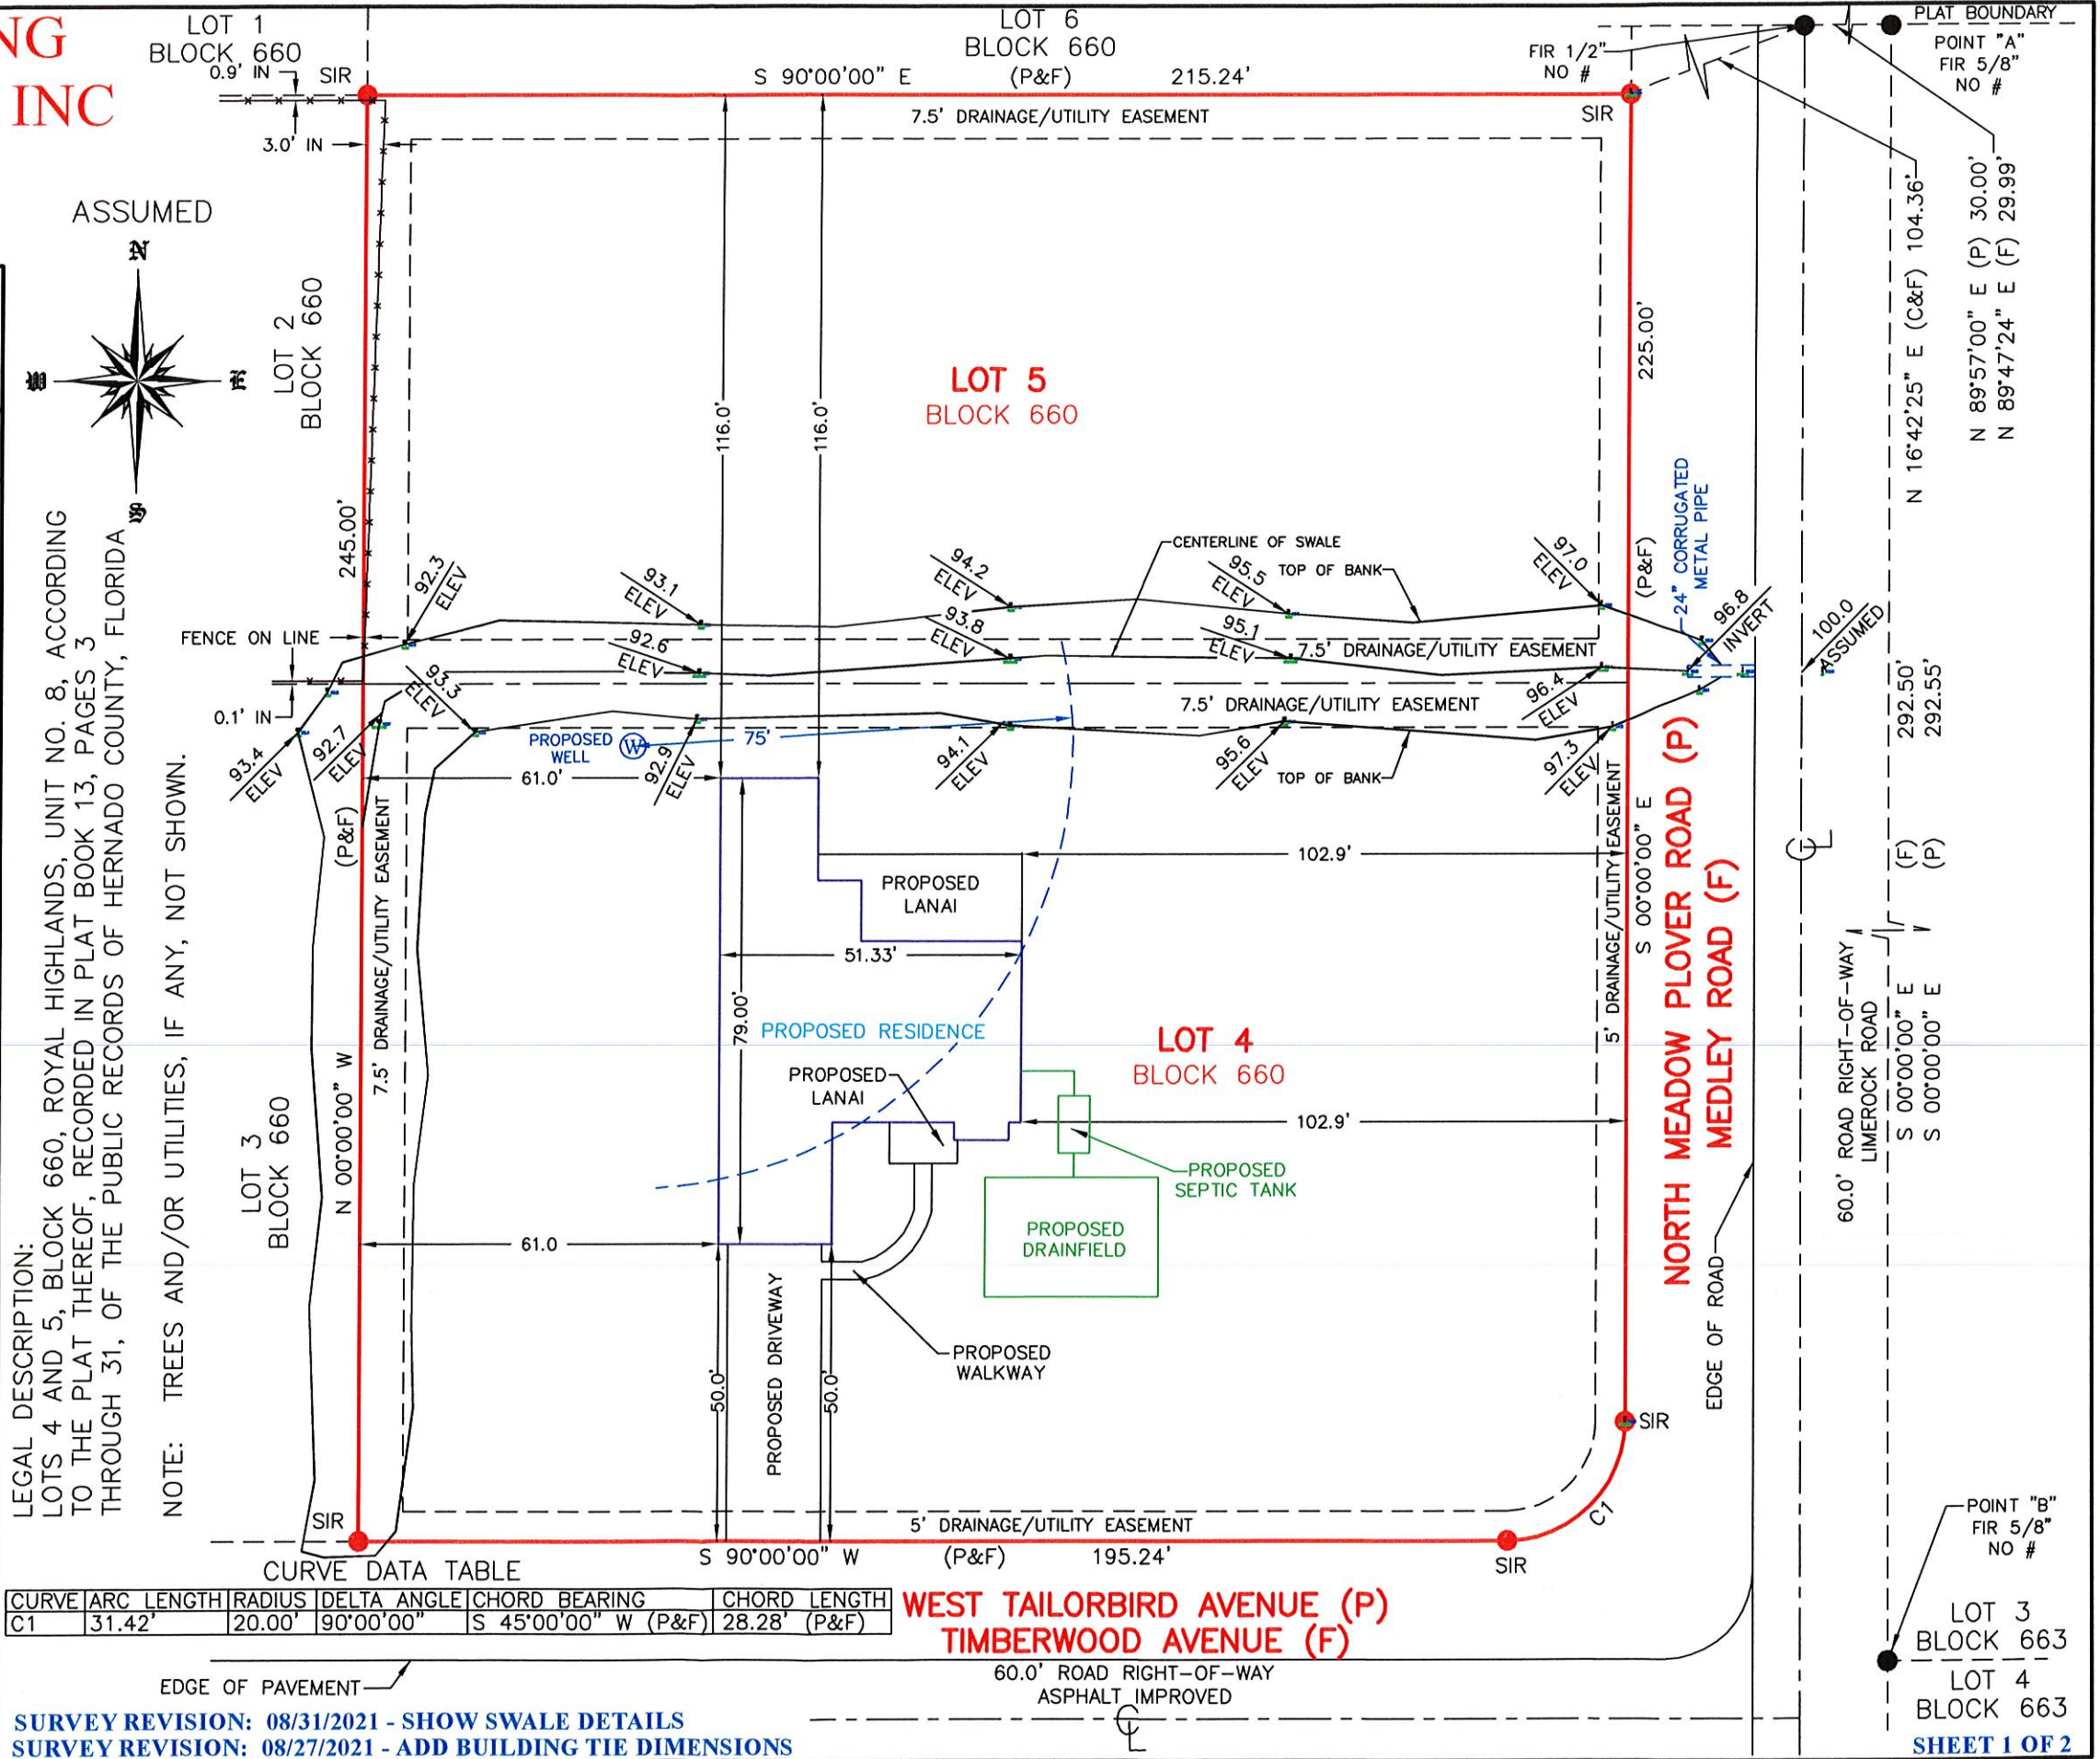 NG
INC
LOT 1
BLOCK 660
0.9' IN
SIR
3.0' IN
LOT 6
BLOCK 660
S 90°00'00" E (P&F) 215.24'
7.5' DRAINAGE/UTILITY EASEMENT
FIR 1/2"
NO #
SIR
PLAT BOUNDARY
POINT "A"
FIR 5/8"
NO #
N 16°42'25" E (C&F) 104.36'
N 89°57'00" E (P) 30.00'
N 89°47'24" E (F) 29.99'
ASSUMED
N
W
E
S
LOT 2
BLOCK 660
245.00'
116.0'
116.0'
LOT 5
BLOCK 660
225.00'
(P&F)
24" CORRUGATED
METAL PIPE
92.3
ELEV
93.1
ELEV
94.2
ELEV
CENTERLINE OF SWALE
95.5
ELEV
TOP OF BANK
97.0
ELEV
96.8
INVERT
100.0
ASSUMED
FENCE ON LINE
92.6
ELEV
93.8
ELEV
95.1
ELEV
7.5' DRAINAGE/UTILITY EASEMENT
0.1' IN
93.3
ELEV
7.5' DRAINAGE/UTILITY EASEMENT
96.4
ELEV
93.4
ELEV
92.7
ELEV
PROPOSED
WELL
W
75'
92.9
ELEV
94.1
ELEV
95.6
ELEV
TOP OF BANK
97.3
ELEV
61.0'
(P&F)
7.5' DRAINAGE/UTILITY EASEMENT
102.9'
PROPOSED
LANAI
51.33'
79.00'
PROPOSED RESIDENCE
PROPOSED
LANAI
LOT 4
BLOCK 660
102.9'
PROPOSED
SEPTIC TANK
PROPOSED
DRAINFIELD
5' DRAINAGE/UTILITY EASEMENT
S 00°00'00" E
NORTH MEADOW PLOVER ROAD (P)
MEDLEY ROAD (F)
EDGE OF ROAD
CL
60.0' ROAD RIGHT-OF-WAY
LIMEROCK ROAD
S 00°00'00" E (F) 292.50'
S 00°00'00" E (P) 292.55'
LOT 3
BLOCK 660
N 00°00'00" W
61.0
50.0'
PROPOSED DRIVEWAY
50.0'
PROPOSED
WALKWAY
LEGAL DESCRIPTION:
LOTS 4 AND 5, BLOCK 660, ROYAL HIGHLANDS, UNIT NO. 8, ACCORDING
TO THE PLAT THEREOF, RECORDED IN PLAT BOOK 13, PAGES 3
THROUGH 31, OF THE PUBLIC RECORDS OF HERNADO COUNTY, FLORIDA
NOTE: TREES AND/OR UTILITIES, IF ANY, NOT SHOWN.
SIR
5' DRAINAGE/UTILITY EASEMENT
S 90°00'00" W (P&F) 195.24'
SIR
C1
SIR
POINT "B"
FIR 5/8"
NO #
LOT 3
BLOCK 663
LOT 4
BLOCK 663
CURVE DATA TABLE
CURVE ARC LENGTH RADIUS DELTA ANGLE CHORD BEARING CHORD LENGTH
C1 31.42' 20.00' 90°00'00" S 45°00'00" W (P&F) 28.28' (P&F)
WEST TAILORBIRD AVENUE (P)
TIMBERWOOD AVENUE (F)
60.0' ROAD RIGHT-OF-WAY
ASPHALT IMPROVED
CL
EDGE OF PAVEMENT
SURVEY REVISION: 08/31/2021 - SHOW SWALE DETAILS
SURVEY REVISION: 08/27/2021 - ADD BUILDING TIE DIMENSIONS
SHEET 1 OF 2